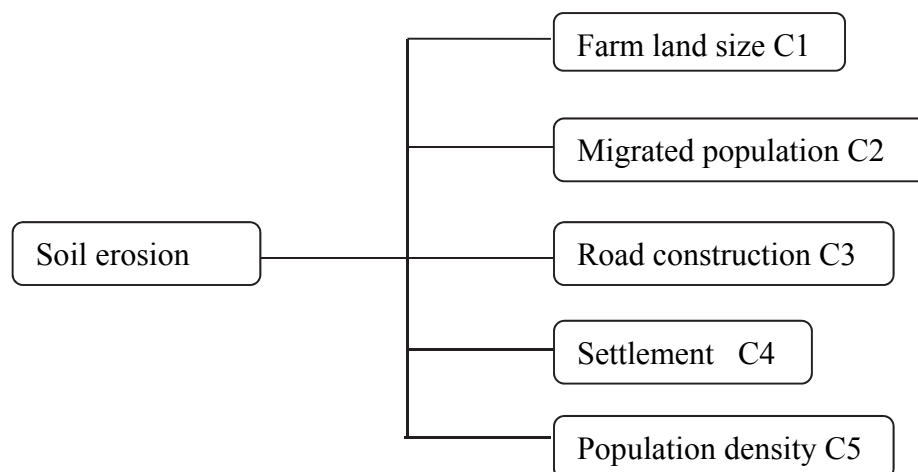 Farm land size C1
Migrated population C2
Soil erosion
Road construction C3
Settlement C4
Population density C5